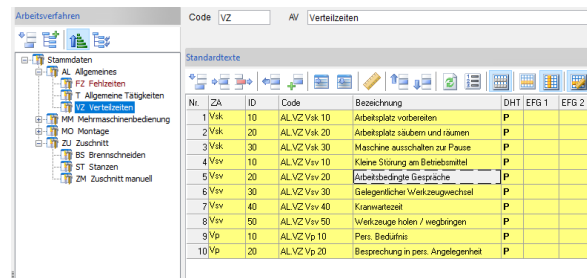 Arbeitsverfahren
Code VZ AV Verteilzeiten
Standardtexte
Stammdaten
AL Allgemeines
FZ Fehlzeiten
T Allgemeine Tätigkeiten
VZ Verteilzeiten
MM Mehrmaschinenbedienung
MO Montage
ZU Zuschnitt
BS Brennschneiden
ST Stanzen
ZM Zuschnitt manuell
Nr. ZA ID Code Bezeichnung DHT EFG 1 EFG 2
1 Vsk 10 AL.VZ Vsk 10 Arbeitsplatz vorbereiten P
2 Vsk 20 AL.VZ Vsk 20 Arbeitsplatz säubern und räumen P
3 Vsk 30 AL.VZ Vsk 30 Maschine ausschalten zur Pause P
4 Vsv 10 AL.VZ Vsv 10 Kleine Störung am Betriebsmittel P
5 Vsv 20 AL.VZ Vsv 20 Arbeitsbedingte Gespräche P
6 Vsv 30 AL.VZ Vsv 30 Gelegentlicher Werkzeugwechsel P
7 Vsv 40 AL.VZ Vsv 40 Kranwartezeit P
8 Vsv 50 AL.VZ Vsv 50 Werkzeuge holen / wegbringen P
9 Vp 10 AL.VZ Vp 10 Pers. Bedürfnis P
10 Vp 20 AL.VZ Vp 20 Besprechung in pers. Angelegenheit P